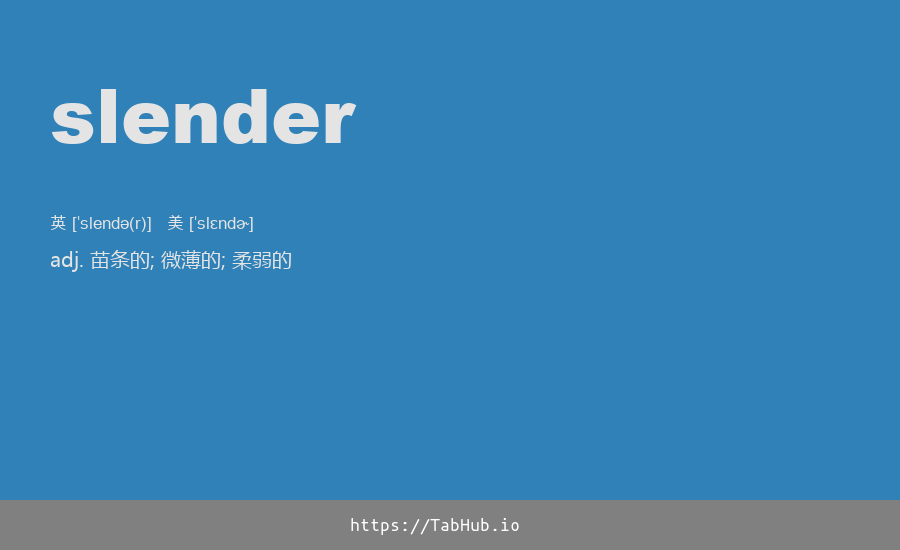 slender
英 [ˈslendə(r)] 美 [ˈslɛndɚ]
adj. 苗条的; 微薄的; 柔弱的
https://TabHub.io